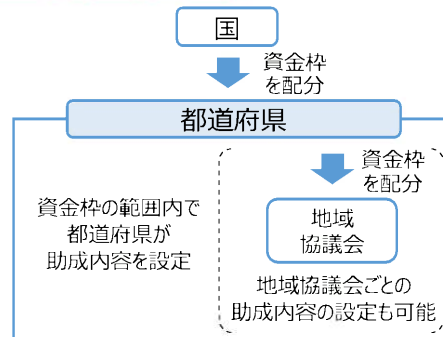 国
資金枠
を配分
都道府県
資金枠
を配分
資金枠の範囲内で
都道府県が
助成内容を設定
地域
協議会
地域協議会ごとの
助成内容の設定も可能